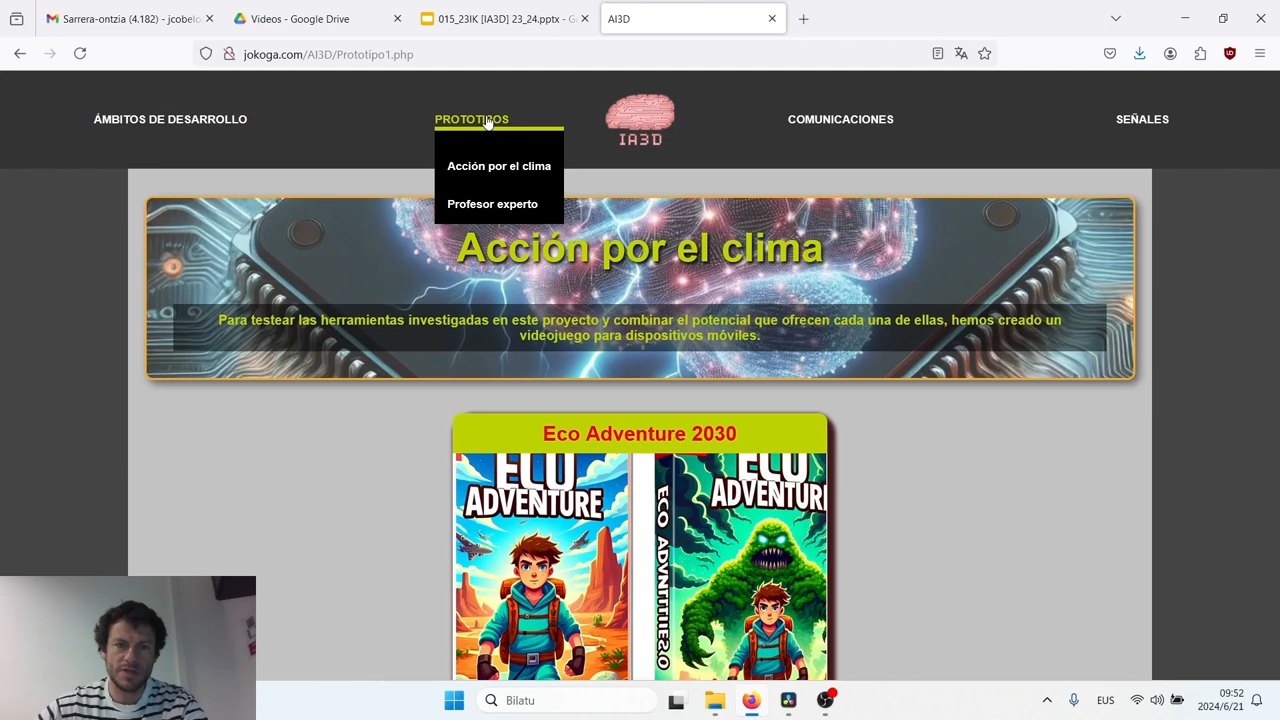 Sarrera-ontzia (4.182) - jcobelo
Videos - Google Drive
015_23IK [IA3D] 23_24.pptx - G
AI3D
jokoga.com/AI3D/Prototipo1.php
ÁMBITOS DE DESARROLLO
PROTOTIPOS
IA3D
COMUNICACIONES
SEÑALES
Acción por el clima
Profesor experto
Acción por el clima
Para testear las herramientas investigadas en este proyecto y combinar el potencial que ofrecen cada una de ellas, hemos creado un
videojuego para dispositivos móviles.
Eco Adventure 2030
ECO
ADVENTURE
ECO
ADVENTUR
Bilatu
EUS
09:52
2024/6/21